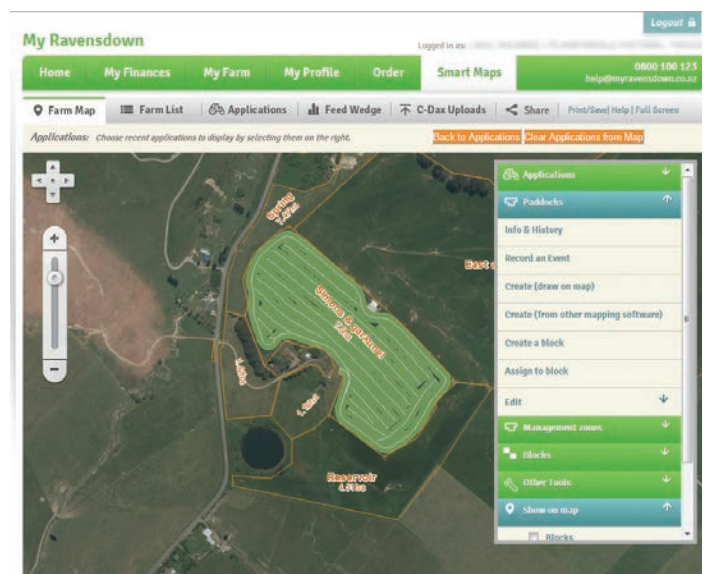 Logout
My Ravensdown
Logged in as:
Home My Finances My Farm My Profile Order Smart Maps
0800 100 123
help@myravensdown.co.nz
Farm Map Farm List Applications Feed Wedge C-Dax Uploads Share Print/Save| Help | Full Screen
Applications: Choose recent applications to display by selecting them on the right.
Back to Applications Clear Applications from Map
Applications
Paddocks
Info & History
Record an Event
Create (draw on map)
Create (from other mapping software)
Create a block
Assign to block
Edit
Management zones
Blocks
Other Tools
Show on map
Blocks
Spring
East
Reservoir